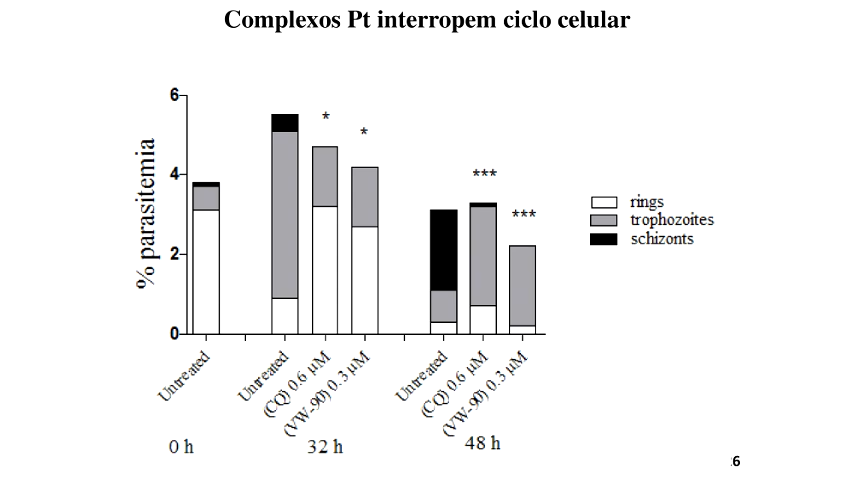 Complexos Pt interropem ciclo celular
% parasitemia
6
4
2
0
*
*
***
***
rings
trophozoites
schizonts
Untreated
Untreated
(CQ) 0.6 µM
(VW-90) 0.3 µM
Untreated
(CQ) 0.6 µM
(VW-90) 0.3 µM
0 h
32 h
48 h
6